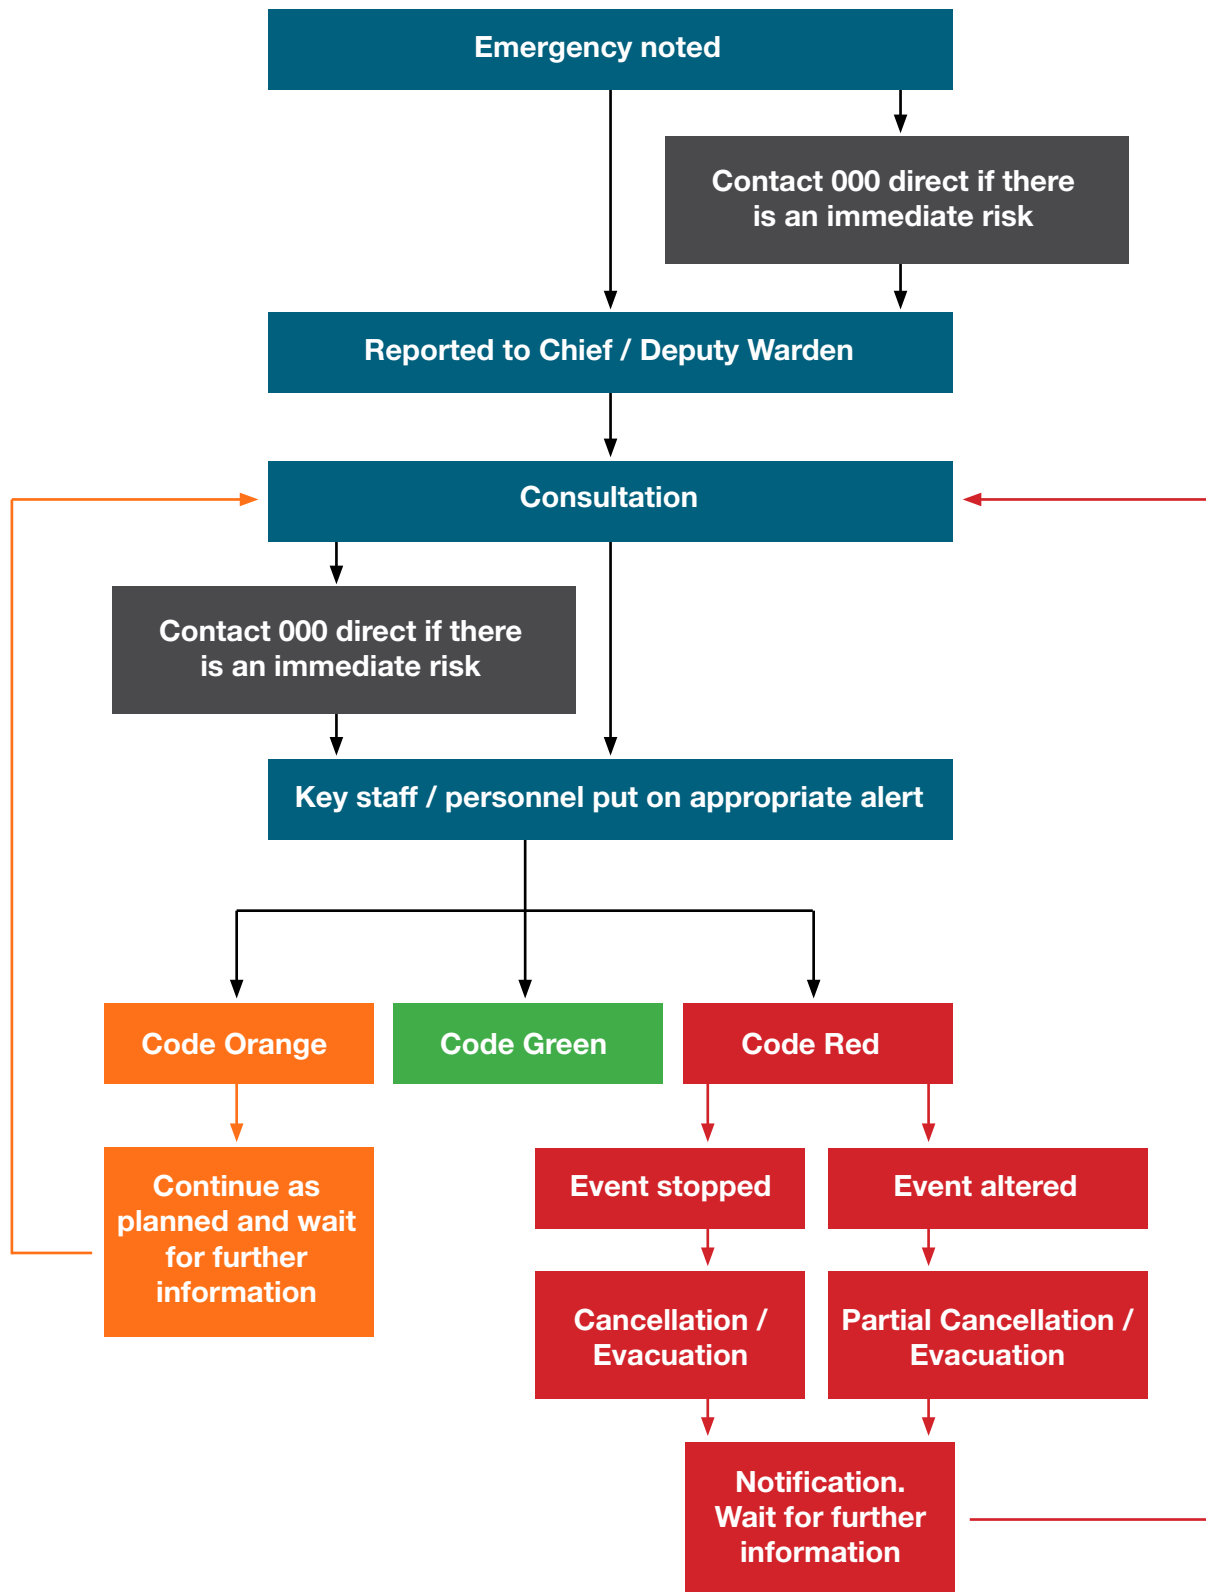 Emergency noted
Contact 000 direct if there
is an immediate risk
Reported to Chief / Deputy Warden
Consultation
Contact 000 direct if there
is an immediate risk
Key staff / personnel put on appropriate alert
Code Orange
Code Green
Code Red
Continue as
planned and wait
for further
information
Event stopped
Event altered
Cancellation /
Evacuation
Partial Cancellation /
Evacuation
Notification.
Wait for further
information